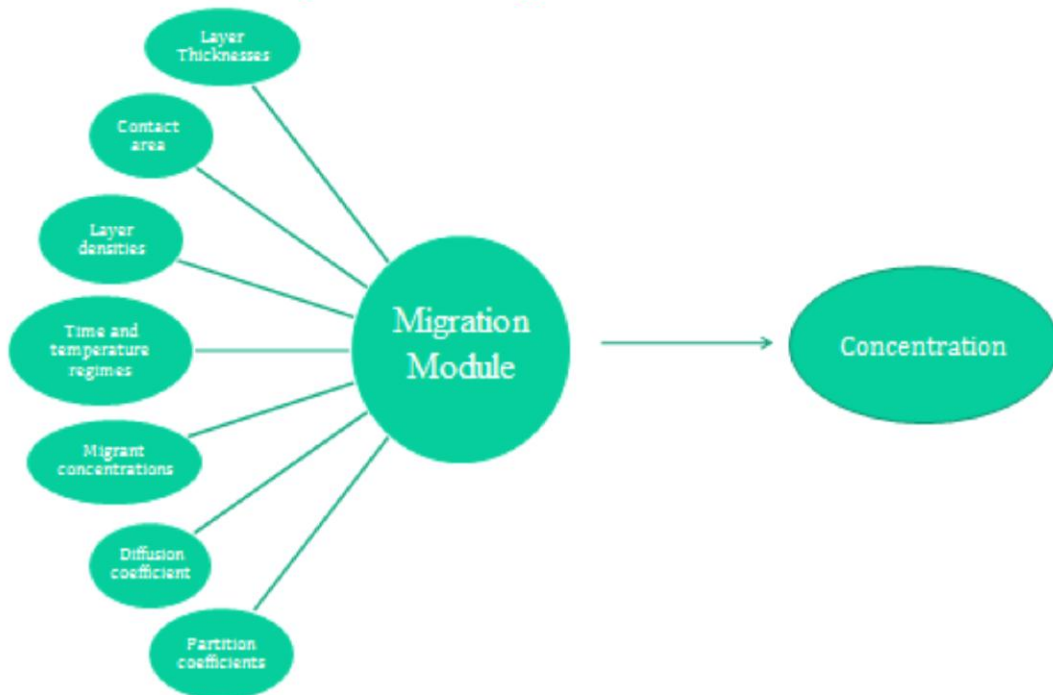 Layer
Thicknesses
Contact
area
Layer
densities
Time and
temperature
regimes
Migrant
concentrations
Diffusion
coefficient
Partition
coefficients
Migration
Module
Concentration